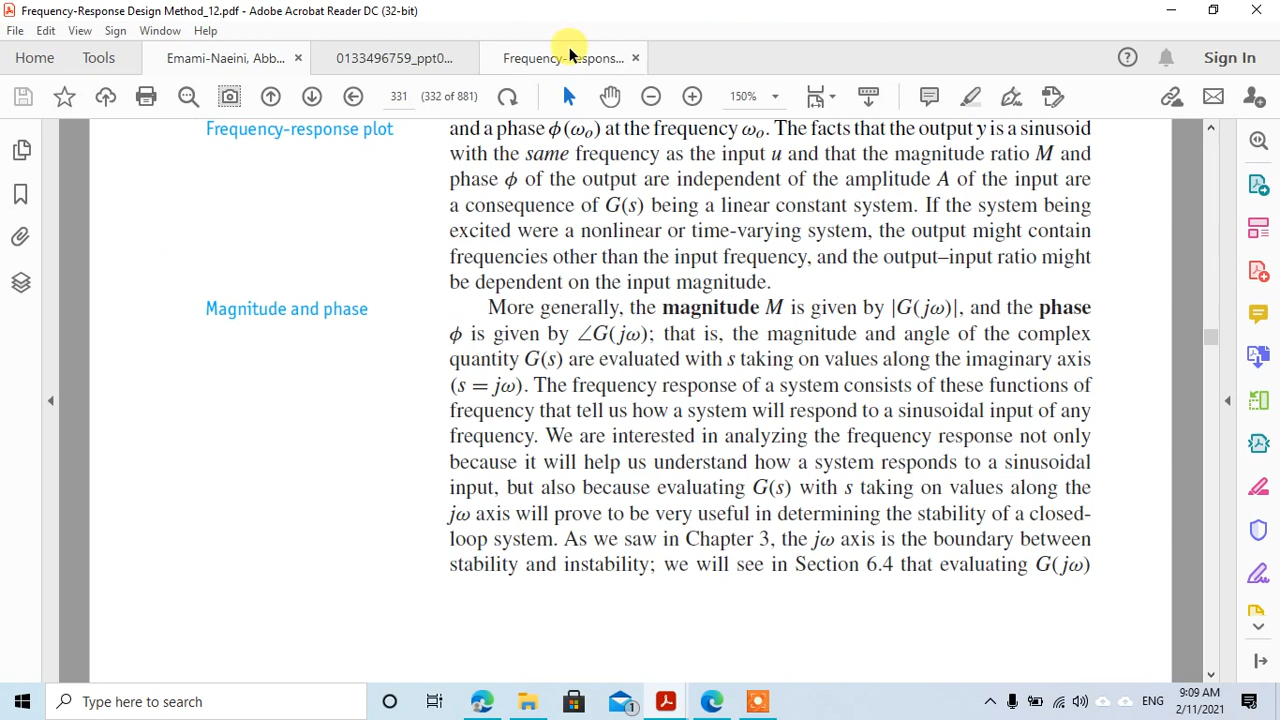 Frequency-Response Design Method_12.pdf - Adobe Acrobat Reader DC (32-bit)
File Edit View Sign Window Help
Home Tools Emami-Naeini, Abb... × 0133496759_ppt0... Frequency-Respons... × Sign In
331 (332 of 881) 150%
Frequency-response plot
and a phase ϕ(ωo) at the frequency ωo. The facts that the output y is a sinusoid
with the same frequency as the input u and that the magnitude ratio M and
phase ϕ of the output are independent of the amplitude A of the input are
a consequence of G(s) being a linear constant system. If the system being
excited were a nonlinear or time-varying system, the output might contain
frequencies other than the input frequency, and the output–input ratio might
be dependent on the input magnitude.
Magnitude and phase
More generally, the magnitude M is given by |G(jω)|, and the phase
ϕ is given by ∠G(jω); that is, the magnitude and angle of the complex
quantity G(s) are evaluated with s taking on values along the imaginary axis
(s = jω). The frequency response of a system consists of these functions of
frequency that tell us how a system will respond to a sinusoidal input of any
frequency. We are interested in analyzing the frequency response not only
because it will help us understand how a system responds to a sinusoidal
input, but also because evaluating G(s) with s taking on values along the
jω axis will prove to be very useful in determining the stability of a closed-
loop system. As we saw in Chapter 3, the jω axis is the boundary between
stability and instability; we will see in Section 6.4 that evaluating G(jω)
Type here to search
1
ENG
9:09 AM
2/11/2021